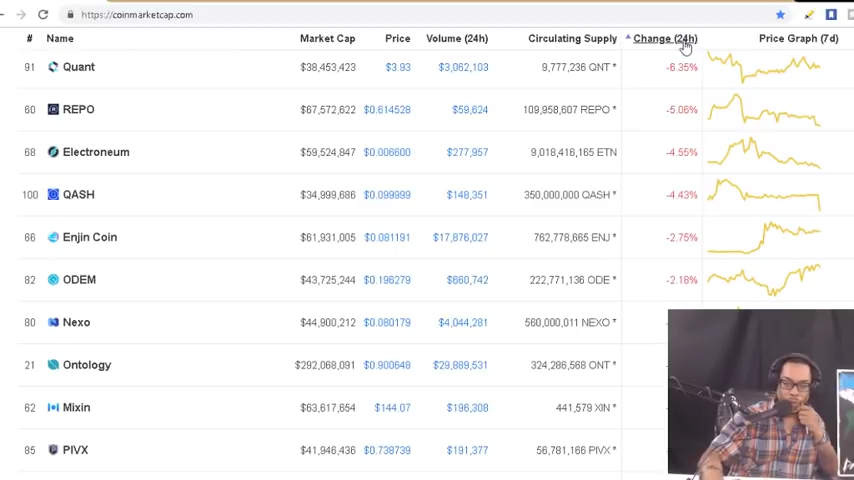 https://coinmarketcap.com
# Name Market Cap Price Volume (24h) Circulating Supply Change (24h) Price Graph (7d)
91 Quant $38,453,423 $3.93 $3,062,103 9,777,236 QNT * -6.35%
60 REPO $67,572,622 $0.614528 $59,624 109,958,607 REPO * -5.06%
68 Electroneum $59,524,847 $0.006600 $277,957 9,018,418,165 ETN -4.55%
100 QASH $34,999,686 $0.099999 $148,351 350,000,000 QASH * -4.43%
66 Enjin Coin $61,931,005 $0.081191 $17,876,027 762,778,665 ENJ * -2.75%
82 ODEM $43,725,244 $0.196279 $660,742 222,771,136 ODE * -2.18%
80 Nexo $44,900,212 $0.080179 $4,044,281 560,000,011 NEXO *
21 Ontology $292,068,091 $0.900648 $29,889,531 324,286,568 ONT *
62 Mixin $63,617,654 $144.07 $196,308 441,579 XIN *
85 PIVX $41,946,436 $0.738739 $191,377 56,781,166 PIVX *